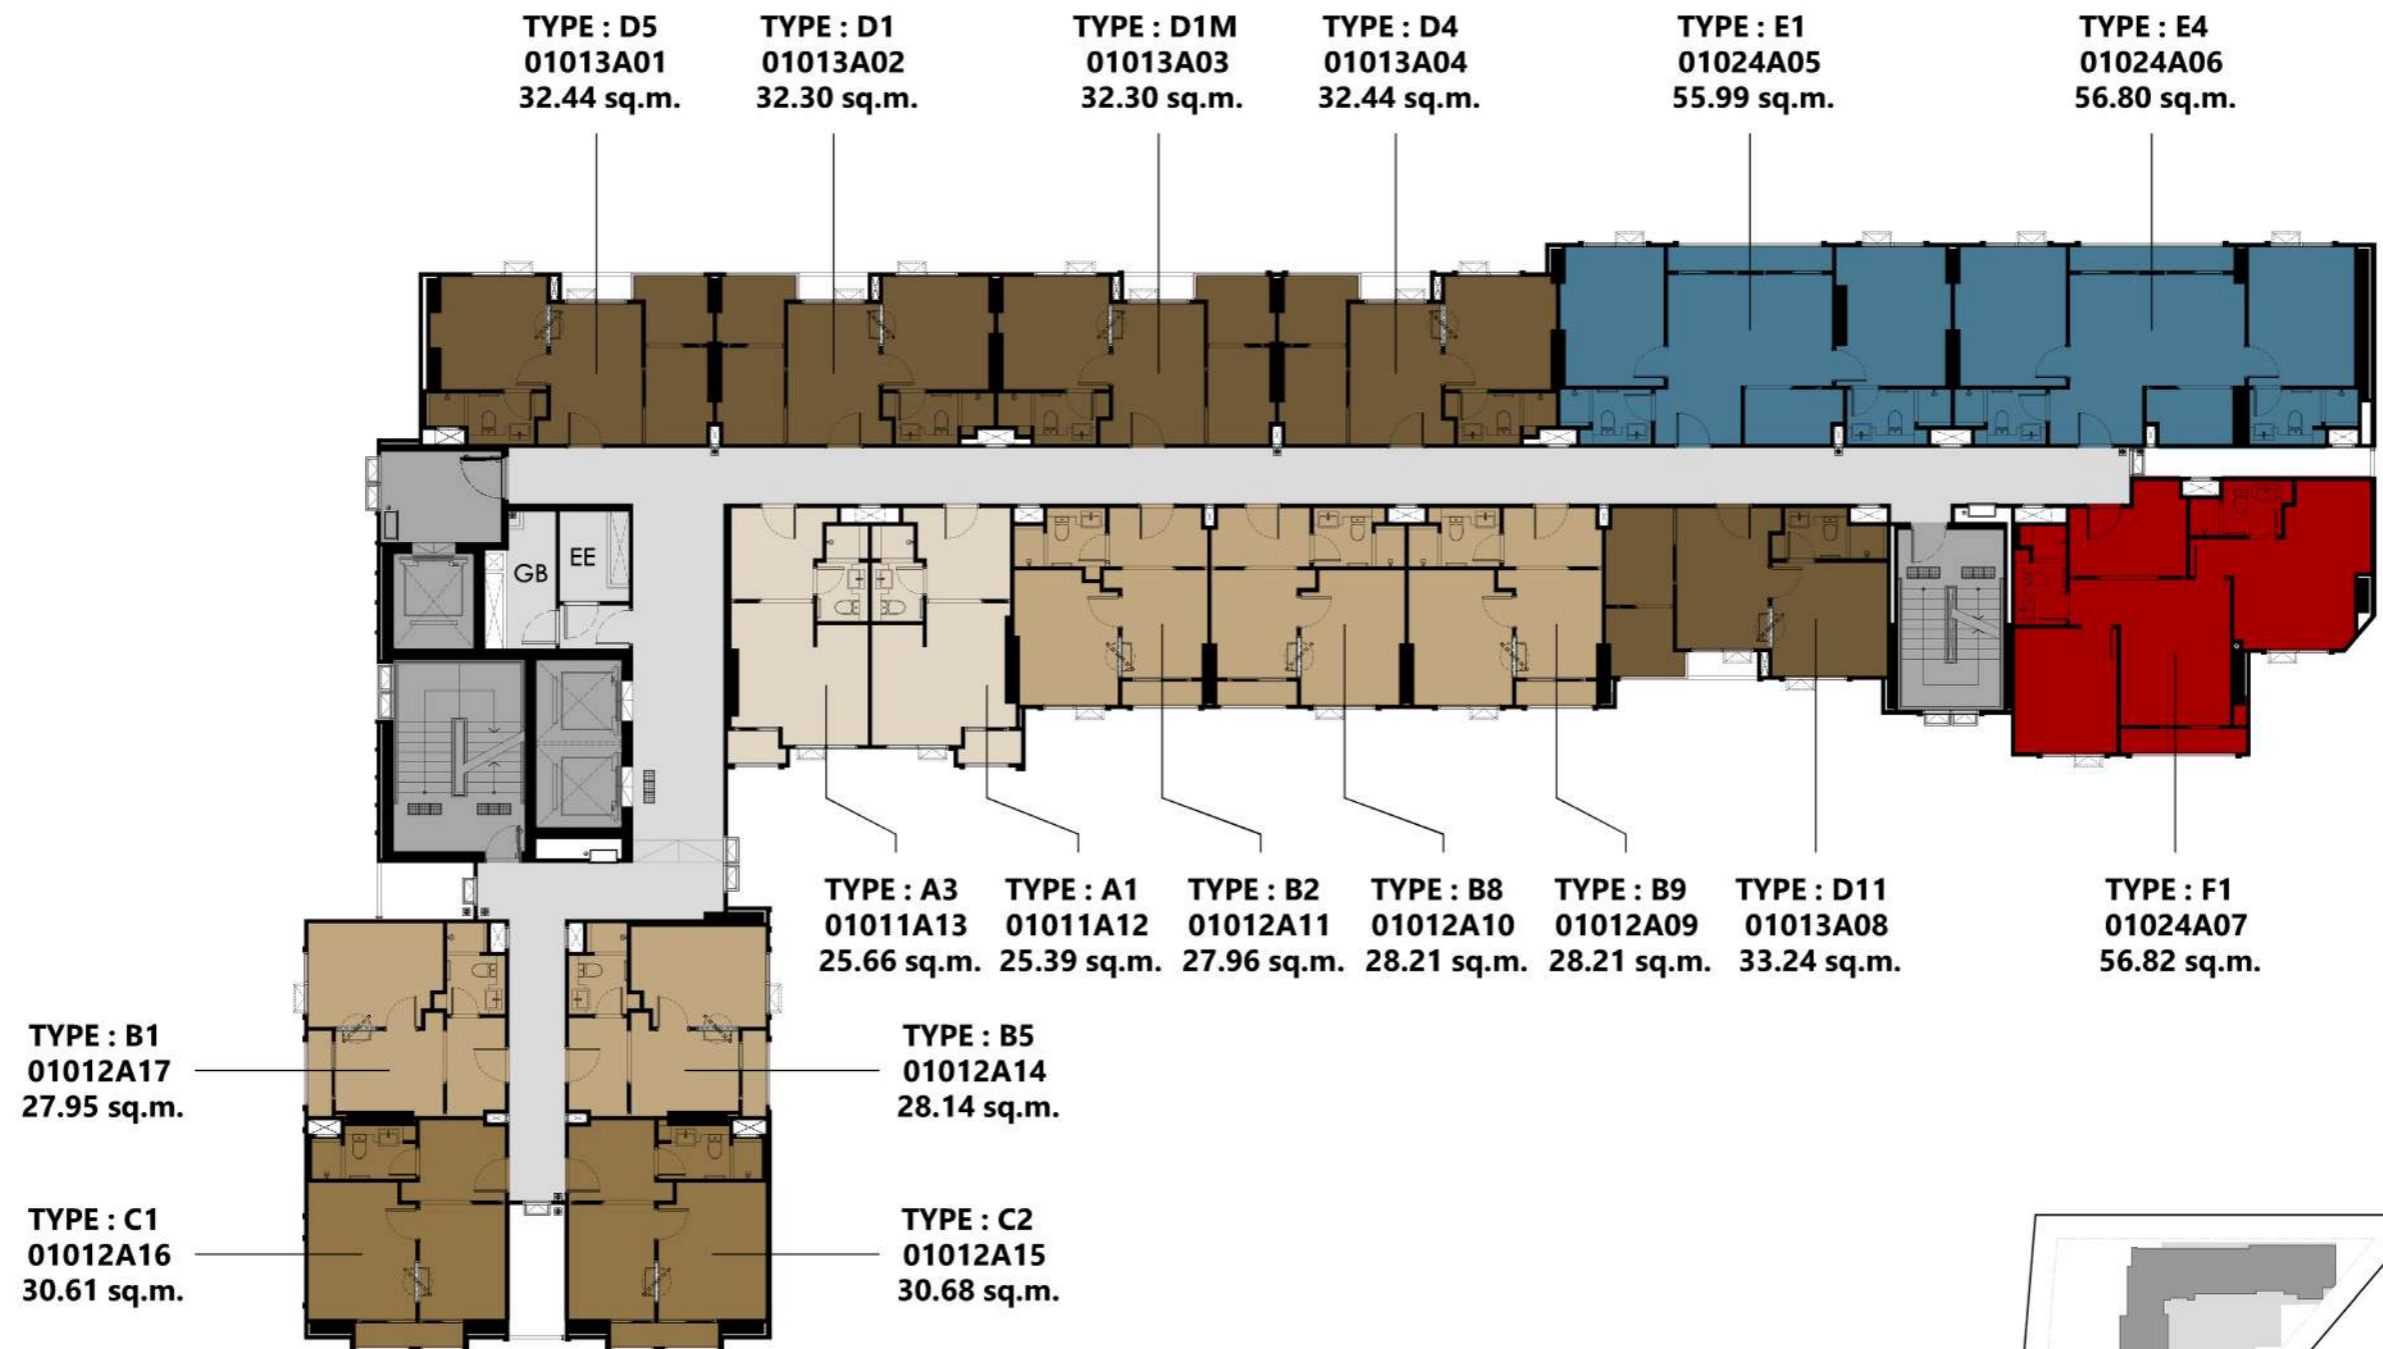 TYPE : D5
01013A01
32.44 sq.m.
TYPE : D1
01013A02
32.30 sq.m.
TYPE : D1M
01013A03
32.30 sq.m.
TYPE : D4
01013A04
32.44 sq.m.
TYPE : E1
01024A05
55.99 sq.m.
TYPE : E4
01024A06
56.80 sq.m.
GB
EE
TYPE : A3
01011A13
25.66 sq.m.
TYPE : A1
01011A12
25.39 sq.m.
TYPE : B2
01012A11
27.96 sq.m.
TYPE : B8
01012A10
28.21 sq.m.
TYPE : B9
01012A09
28.21 sq.m.
TYPE : D11
01013A08
33.24 sq.m.
TYPE : F1
01024A07
56.82 sq.m.
TYPE : B1
01012A17
27.95 sq.m.
TYPE : B5
01012A14
28.14 sq.m.
TYPE : C1
01012A16
30.61 sq.m.
TYPE : C2
01012A15
30.68 sq.m.